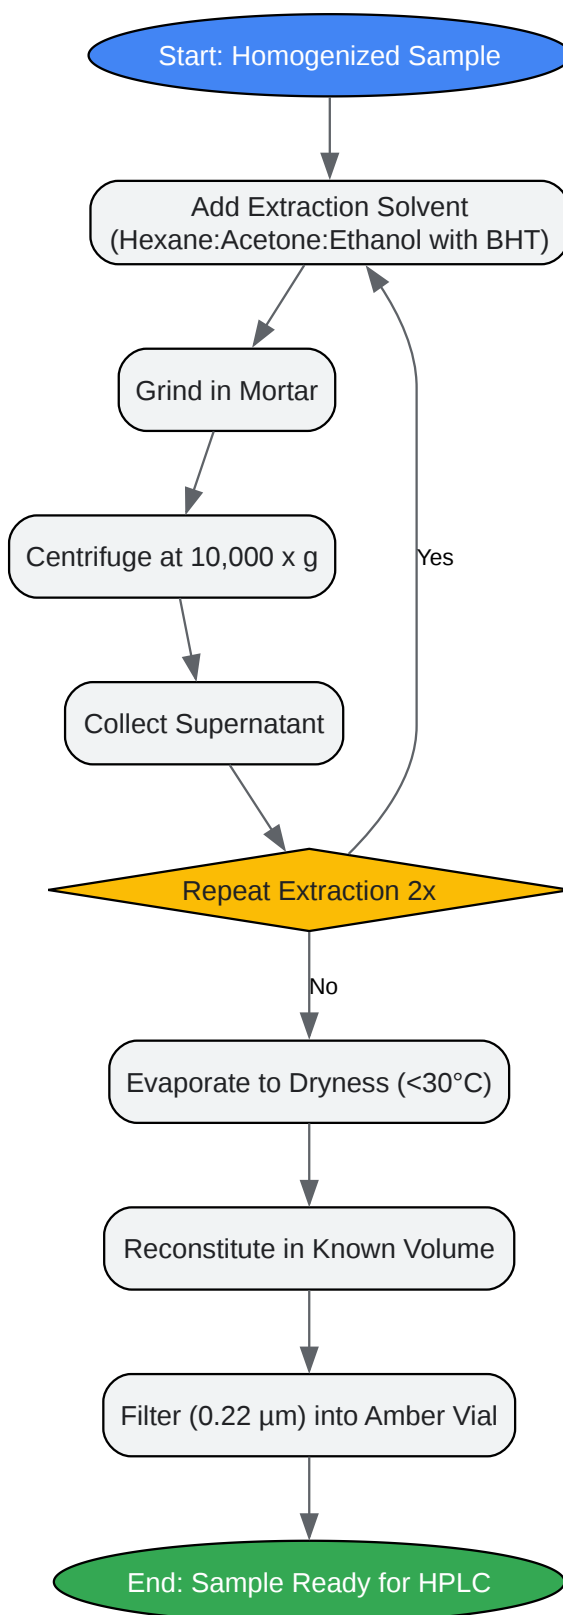 Start: Homogenized Sample
Add Extraction Solvent
(Hexane:Acetone:Ethanol with BHT)
Grind in Mortar
Centrifuge at 10,000 x g
Yes
Collect Supernatant
Repeat Extraction 2x
No
Evaporate to Dryness (<30°C)
Reconstitute in Known Volume
Filter (0.22 µm) into Amber Vial
End: Sample Ready for HPLC